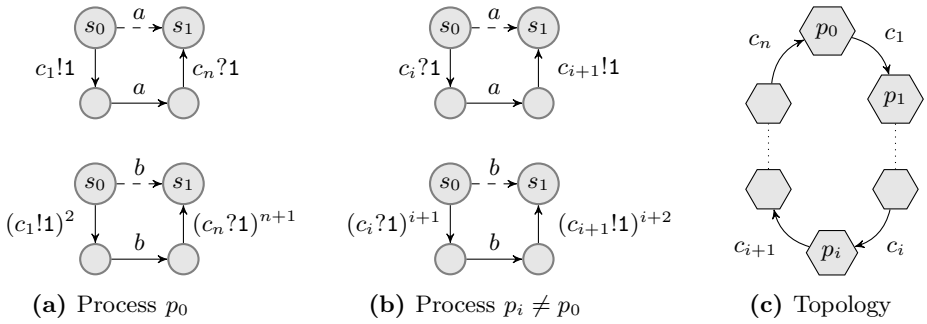 s₀ a s₁
c₁!1 cₙ?1
a
s₀ b s₁
(c₁!1)² (cₙ?1)ⁿ⁺¹
b
(a) Process p₀
s₀ a s₁
cᵢ?1 cᵢ₊₁!1
a
s₀ b s₁
(cᵢ?1)ⁱ⁺¹ (cᵢ₊₁!1)ⁱ⁺²
b
(b) Process pᵢ ≠ p₀
cₙ p₀ c₁
p₁
cᵢ₊₁ pᵢ cᵢ
(c) Topology